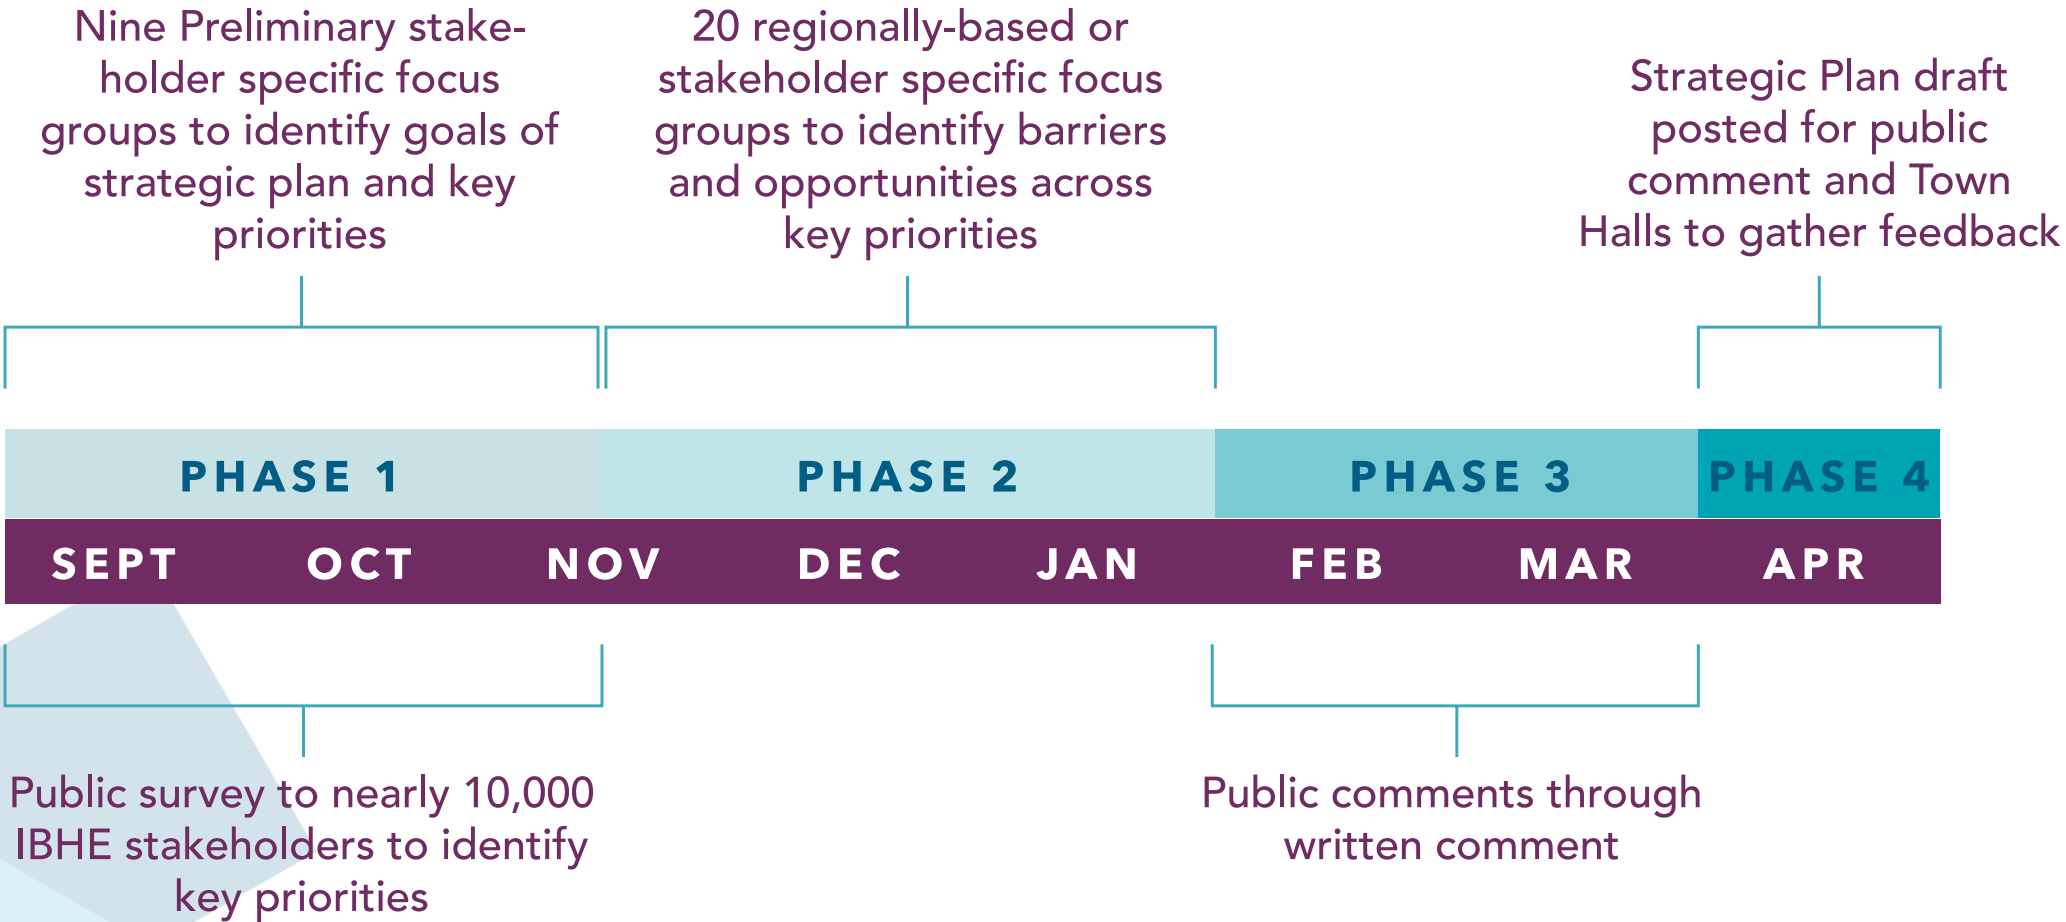 Nine Preliminary stake-
holder specific focus
groups to identify goals of
strategic plan and key
priorities
20 regionally-based or
stakeholder specific focus
groups to identify barriers
and opportunities across
key priorities
Strategic Plan draft
posted for public
comment and Town
Halls to gather feedback
PHASE 1
PHASE 2
PHASE 3
PHASE 4
SEPT
OCT
NOV
DEC
JAN
FEB
MAR
APR
Public survey to nearly 10,000
IBHE stakeholders to identify
key priorities
Public comments through
written comment